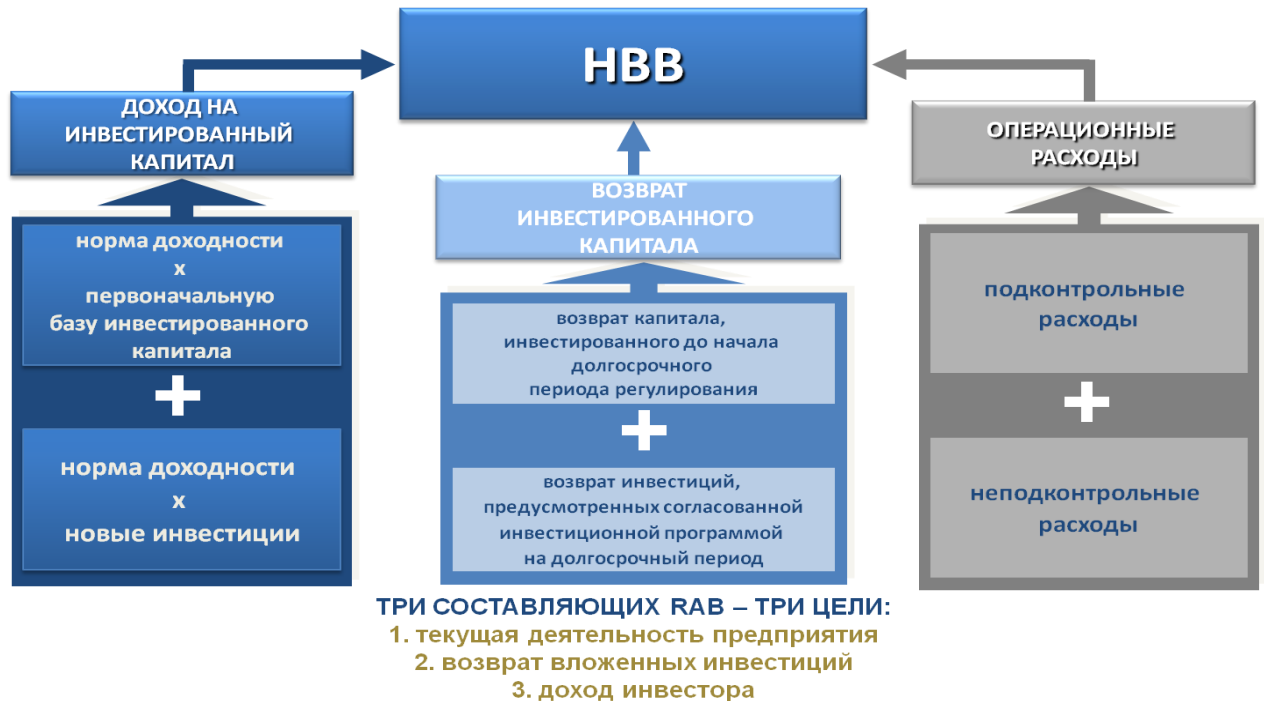 НВВ
ДОХОД НА
ИНВЕСТИРОВАННЫЙ
КАПИТАЛ
норма доходности
х
первоначальную
базу инвестированного
капитала
+
норма доходности
х
новые инвестиции
ВОЗВРАТ
ИНВЕСТИРОВАННОГО
КАПИТАЛА
возврат капитала,
инвестированного до начала
долгосрочного
периода регулирования
+
возврат инвестиций,
предусмотренных согласованной
инвестиционной программой
на долгосрочный период
ОПЕРАЦИОННЫЕ
РАСХОДЫ
подконтрольные
расходы
+
неподконтрольные
расходы
ТРИ СОСТАВЛЯЮЩИХ RAB – ТРИ ЦЕЛИ:
1. текущая деятельность предприятия
2. возврат вложенных инвестиций
3. доход инвестора